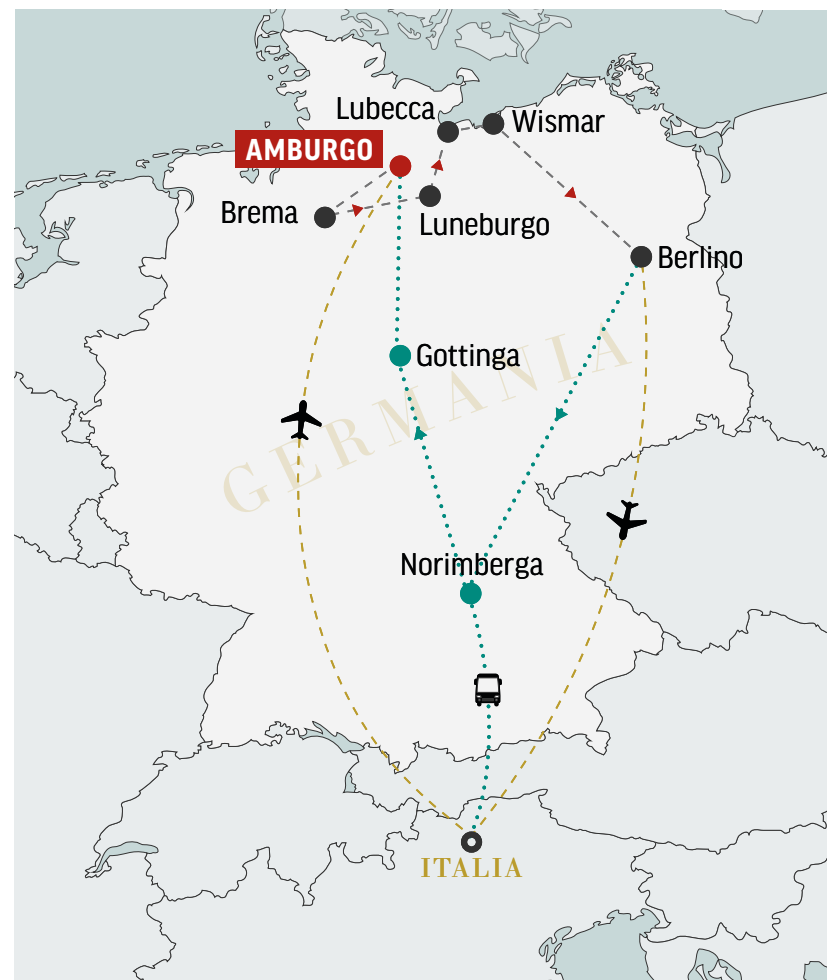 Lubecca
Wismar
AMBURGO
Brema
Luneburgo
Berlino
Gottinga
GERMANIA
Norimberga
ITALIA